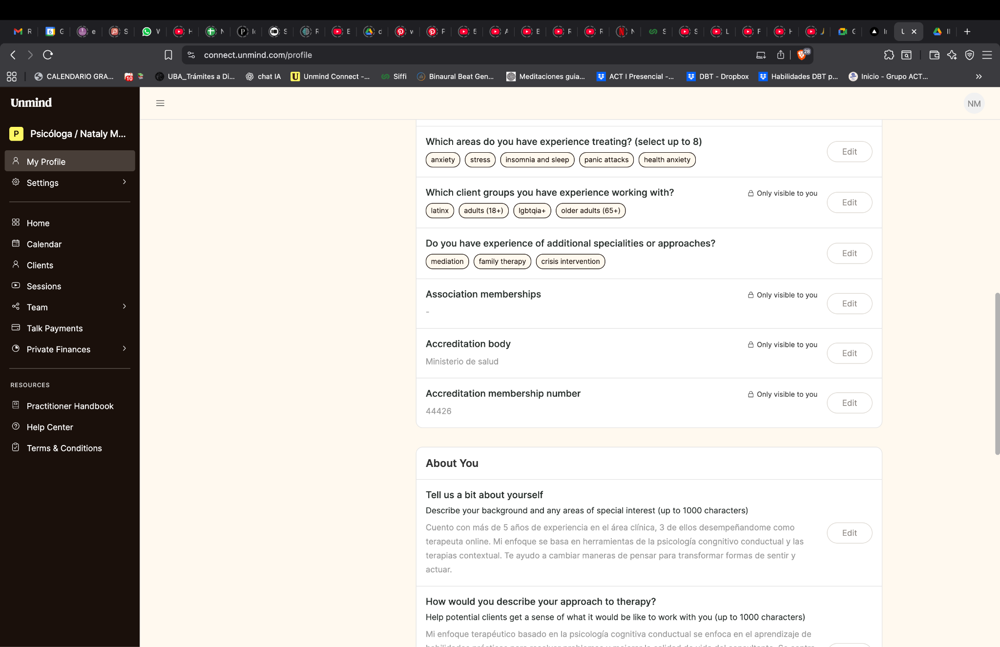 R
6 G
e
S
V
H
N
P Ic
S
R
E
d
v
F
5
A
E
R
R
N
S
S
L
F
H
J
G
Ir
U
II
connect.unmind.com/profile
28
CALENDARIO GRA...
10
UBA_Trámites a Di...
chat IA
U Unmind Connect -...
Siffi
Binaural Beat Gen...
Meditaciones guia...
ACT I Presencial -...
DBT - Dropbox
Habilidades DBT p...
Inicio - Grupo ACT...
Unmind
P Psicóloga / Nataly M...
My Profile
Settings
Home
Calendar
Clients
Sessions
Team
Talk Payments
Private Finances
RESOURCES
Practitioner Handbook
Help Center
Terms & Conditions
NM
Which areas do you have experience treating? (select up to 8)
anxiety stress insomnia and sleep panic attacks health anxiety
Edit
Which client groups you have experience working with?
Only visible to you
latinx adults (18+) lgbtqia+ older adults (65+)
Edit
Do you have experience of additional specialities or approaches?
mediation family therapy crisis intervention
Edit
Association memberships
Only visible to you
-
Edit
Accreditation body
Only visible to you
Ministerio de salud
Edit
Accreditation membership number
Only visible to you
44426
Edit
About You
Tell us a bit about yourself
Describe your background and any areas of special interest (up to 1000 characters)
Cuento con más de 5 años de experiencia en el área clínica, 3 de ellos desempeñandome como
terapeuta online. Mi enfoque se basa en herramientas de la psicología congnitivo conductual y las
terapias contextual. Te ayudo a cambiar maneras de pensar para transformar formas de sentir y
actuar.
Edit
How would you describe your approach to therapy?
Help potential clients get a sense of what it would be like to work with you (up to 1000 characters)
Mi enfoque terapéutico basado en la psicología cognitiva conductual se enfoca en el aprendizaje de